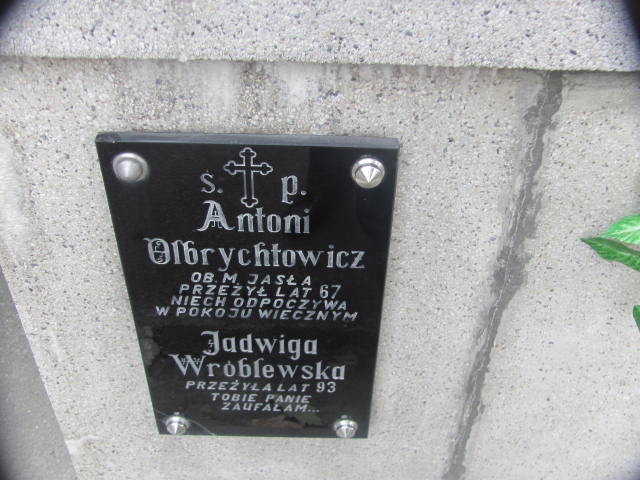 ś. p.
Antoni
Olbrychtowicz
OB. M. JASŁA
PRZEŻYŁ LAT 67
NIECH ODPOCZYWA
W POKOJU WIECZNYM
Jadwiga
Wróblewska
PRZEŻYŁA LAT 93
TOBIE PANIE
ZAUFAŁAM...